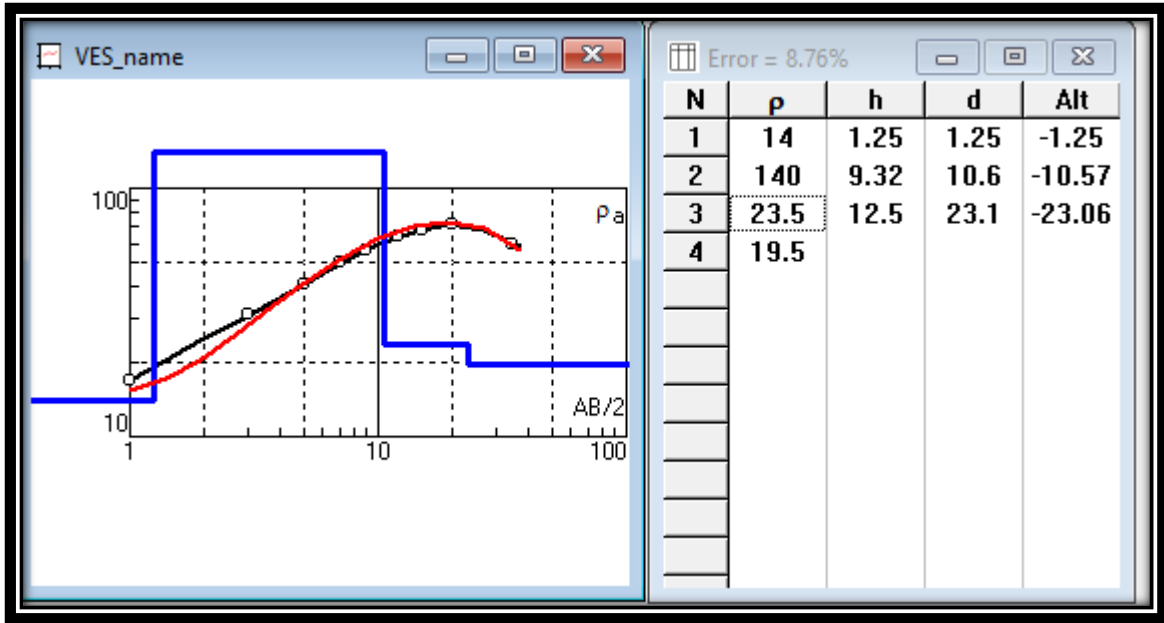 VES_name
100
ρa
10
AB/2
1
10
100
Error = 8.76%
N ρ h d Alt
1 14 1.25 1.25 -1.25
2 140 9.32 10.6 -10.57
3 23.5 12.5 23.1 -23.06
4 19.5